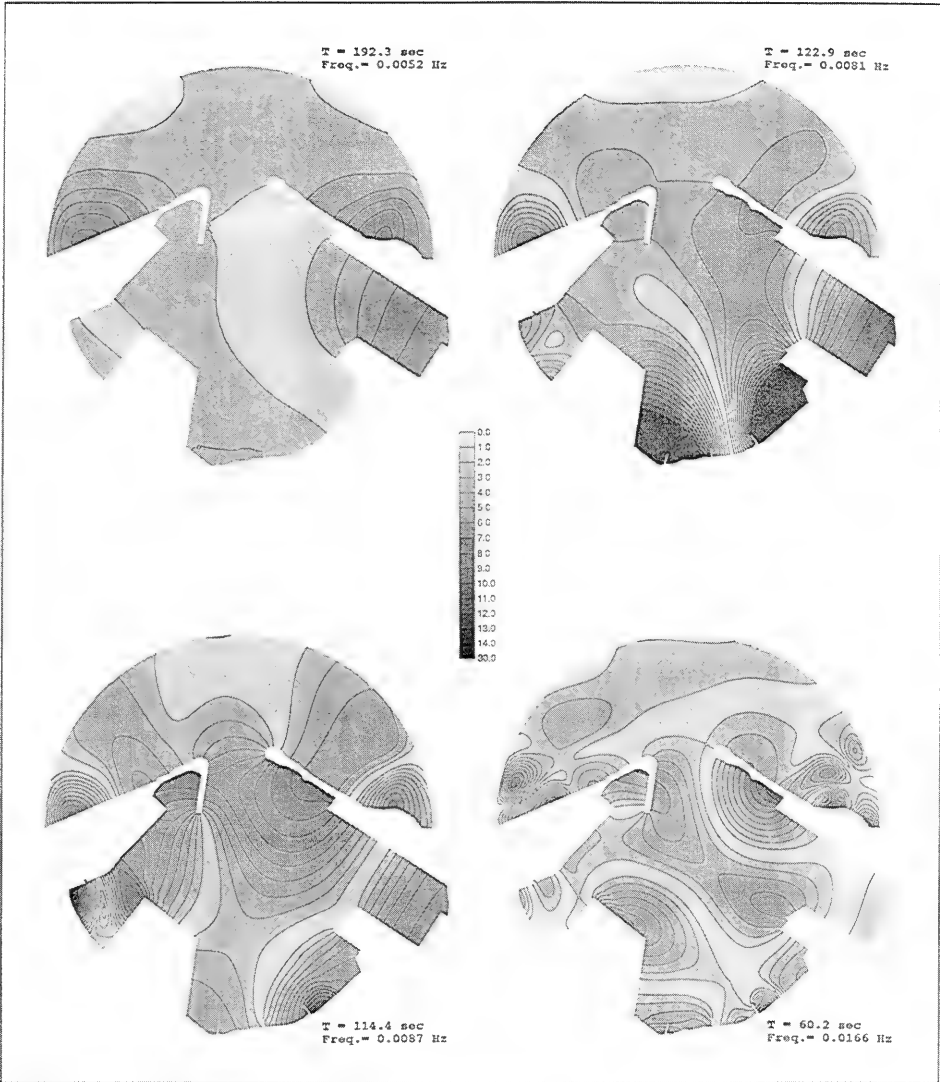 T = 192.3 sec
Freq.= 0.0052 Hz
T = 122.9 sec
Freq.= 0.0081 Hz
0.0
1.0
2.0
3.0
4.0
5.0
6.0
7.0
8.0
9.0
10.0
11.0
12.0
13.0
14.0
30.0
T = 114.4 sec
Freq.= 0.0087 Hz
T = 60.2 sec
Freq.= 0.0166 Hz